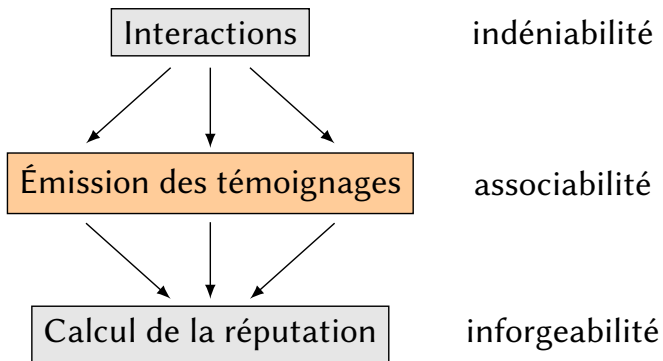 Interactions indéniabilité
Émission des témoignages associabilité
Calcul de la réputation inforgeabilité